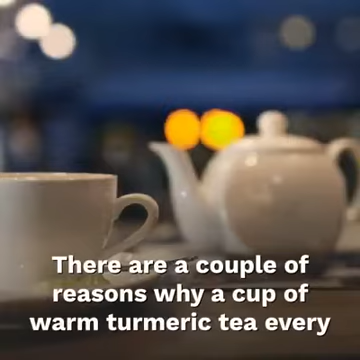 There are a couple of
reasons why a cup of
warm turmeric tea every